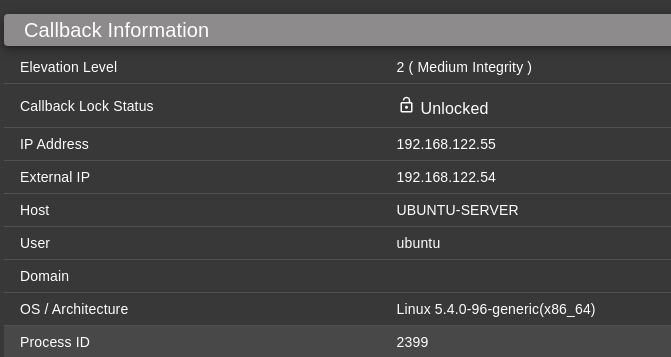 Callback Information
Elevation Level 2 ( Medium Integrity )
Callback Lock Status Unlocked
IP Address 192.168.122.55
External IP 192.168.122.54
Host UBUNTU-SERVER
User ubuntu
Domain
OS / Architecture Linux 5.4.0-96-generic(x86_64)
Process ID 2399